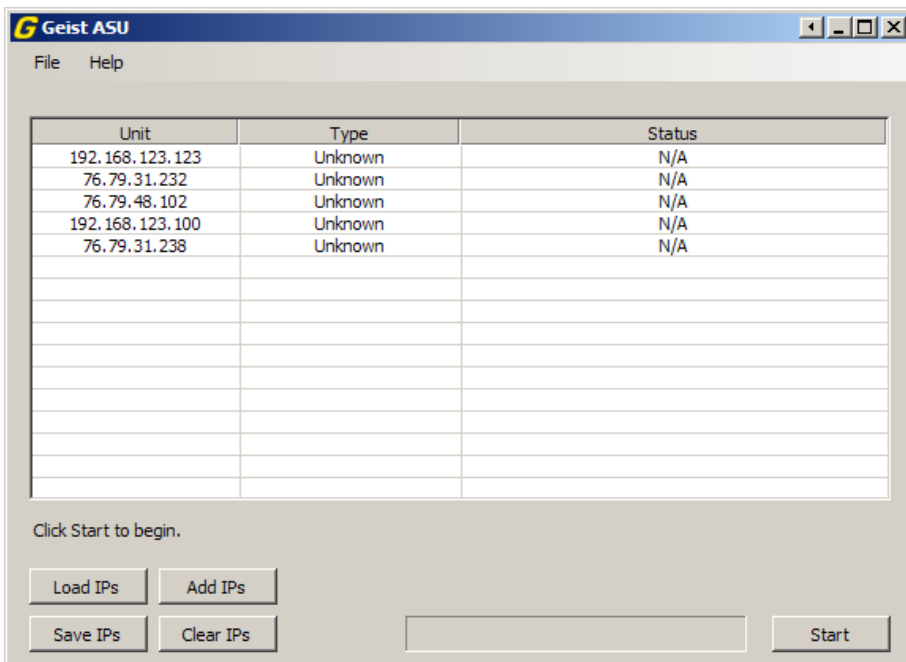 G Geist ASU
File Help
Unit Type Status
192.168.123.123 Unknown N/A
76.79.31.232 Unknown N/A
76.79.48.102 Unknown N/A
192.168.123.100 Unknown N/A
76.79.31.238 Unknown N/A
Click Start to begin.
Load IPs Add IPs
Save IPs Clear IPs Start